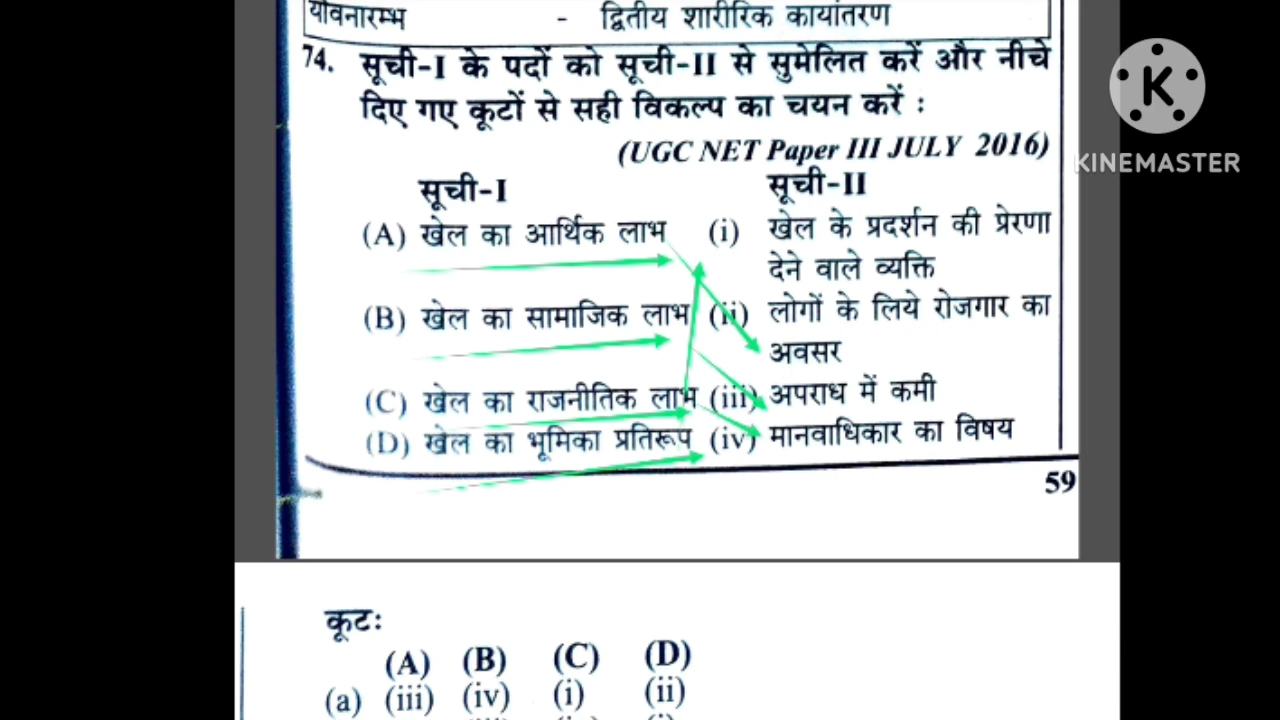 यौवनारम्भ - द्वितीय शारीरिक कायांतरण
74. सूची-I के पदों को सूची-II से सुमेलित करें और नीचे
दिए गए कूटों से सही विकल्प का चयन करें :
(UGC NET Paper III JULY 2016)
सूची-I सूची-II
(A) खेल का आर्थिक लाभ (i) खेल के प्रदर्शन की प्रेरणा
देने वाले व्यक्ति
(B) खेल का सामाजिक लाभ (ii) लोगों के लिये रोजगार का
अवसर
(C) खेल का राजनीतिक लाभ (iii) अपराध में कमी
(D) खेल का भूमिका प्रतिरूप (iv) मानवाधिकार का विषय
59
कूटः
(A) (B) (C) (D)
(a) (iii) (iv) (i) (ii)
K
KINEMASTER